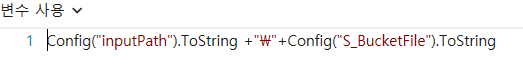 변수 사용
1 Config("inputPath").ToString +"₩"+Config("S_BucketFile").ToString